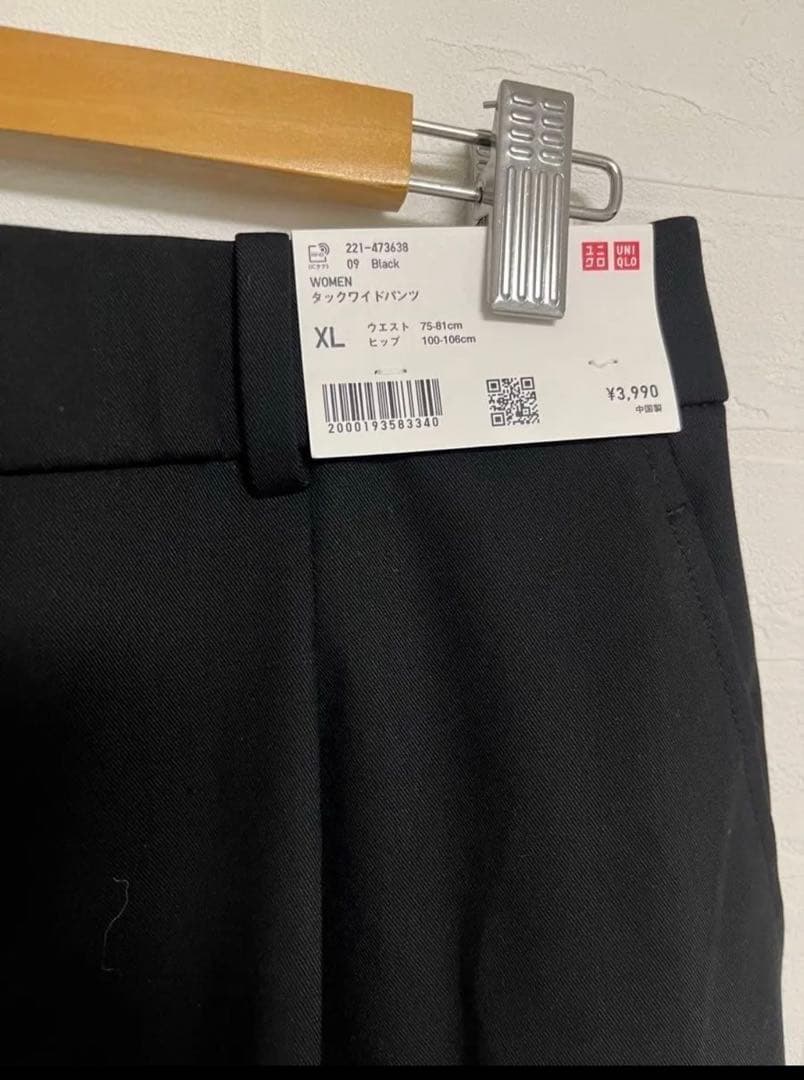 221-473638
09 Black
WOMEN
タックワイドパンツ
XL ウエスト 75-81cm
ヒップ 100-106cm
2000193583340
ユニクロ
UNIQLO
¥3,990
中国製